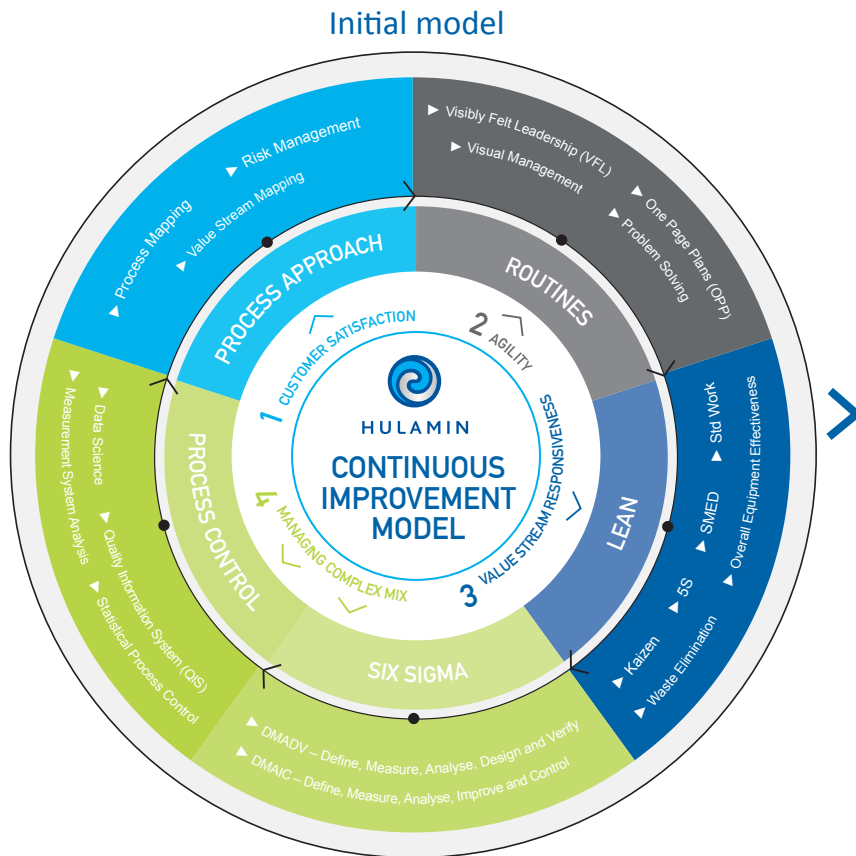 Initial model
HULAMIN
CONTINUOUS
IMPROVEMENT
MODEL
1 CUSTOMER SATISFACTION
2 AGILITY
3 VALUE STREAM RESPONSIVENESS
4 MANAGING COMPLEX MIX
PROCESS APPROACH
Process Mapping
Risk Management
Value Stream Mapping
ROUTINES
Visibly Felt Leadership (VFL)
Visual Management
One Page Plans (OPP)
Problem Solving
LEAN
Std Work
Overall Equipment Effectiveness
SMED
5S
Kaizen
Waste Elimination
SIX SIGMA
DMADV – Define, Measure, Analyse, Design and Verify
DMAIC – Define, Measure, Analyse, Improve and Control
PROCESS CONTROL
Data Science
Measurement System Analysis
Quality Information System (QIS)
Statistical Process Control